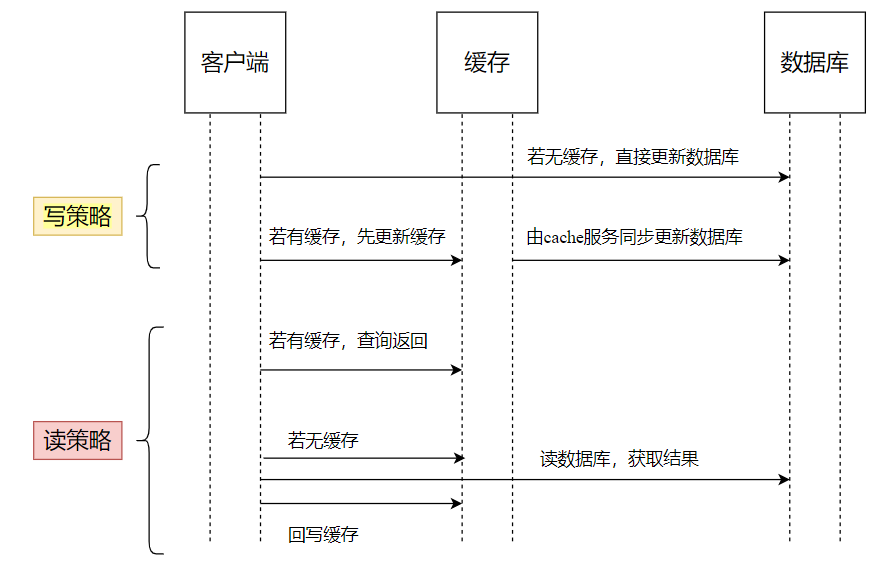 客户端
缓存
数据库
若无缓存，直接更新数据库
写策略
若有缓存，先更新缓存
由cache服务同步更新数据库
若有缓存，查询返回
读策略
若无缓存
读数据库，获取结果
回写缓存